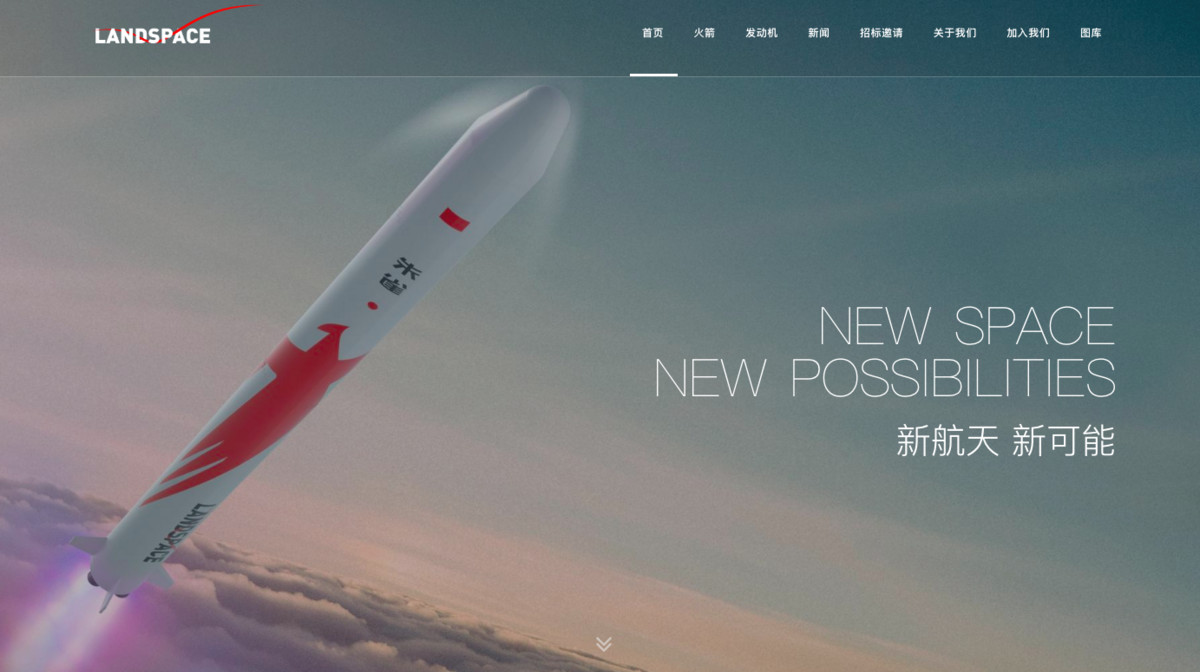 LANDSPACE
首页 火箭 发动机 新闻 招标邀请 关于我们 加入我们 图库
朱雀
LANDSPACE
NEW SPACE
NEW POSSIBILITIES
新航天 新可能